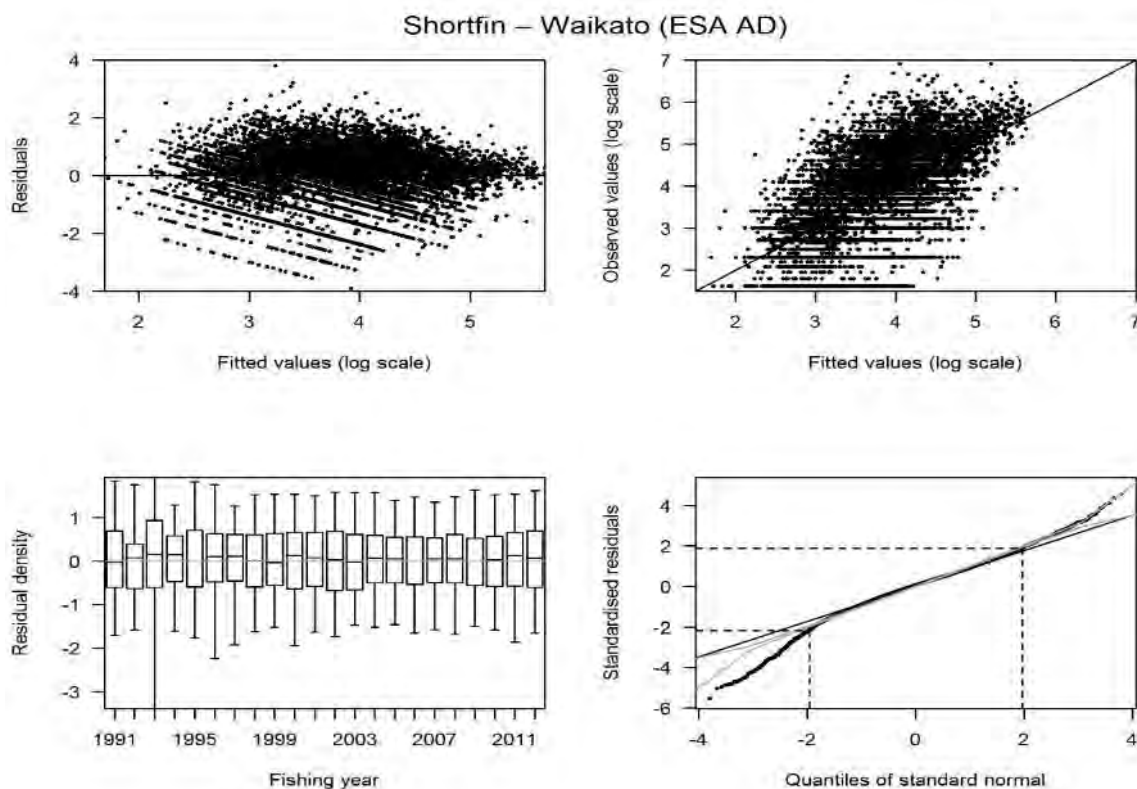 Shortfin – Waikato (ESA AD)
4
2
0
-2
-4
Residuals
2 3 4 5
Fitted values (log scale)
7
6
5
4
3
2
Observed values (log scale)
2 3 4 5 6 7
Fitted values (log scale)
1
0
-1
-2
-3
Residual density
1991 1995 1999 2003 2007 2011
Fishing year
4
2
0
-2
-4
-6
Standardised residuals
-4 -2 0 2 4
Quantiles of standard normal